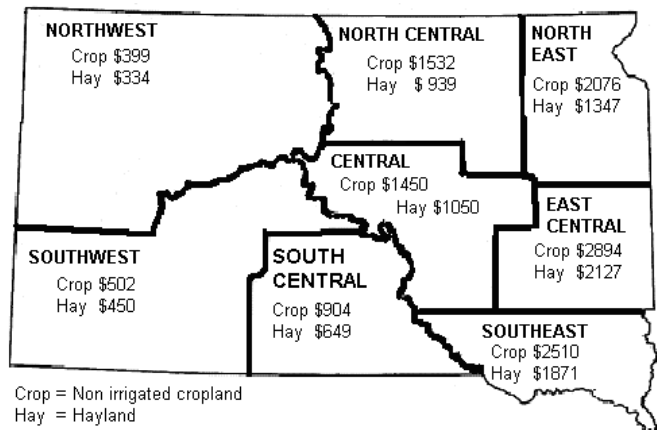 NORTHWEST
Crop $399
Hay $334
NORTH CENTRAL
Crop $1532
Hay $ 939
NORTH
EAST
Crop $2076
Hay $1347
CENTRAL
Crop $1450
Hay $1050
EAST
CENTRAL
Crop $2894
Hay $2127
SOUTHWEST
Crop $502
Hay $450
SOUTH
CENTRAL
Crop $904
Hay $649
SOUTHEAST
Crop $2510
Hay $1871
Crop = Non irrigated cropland
Hay = Hayland